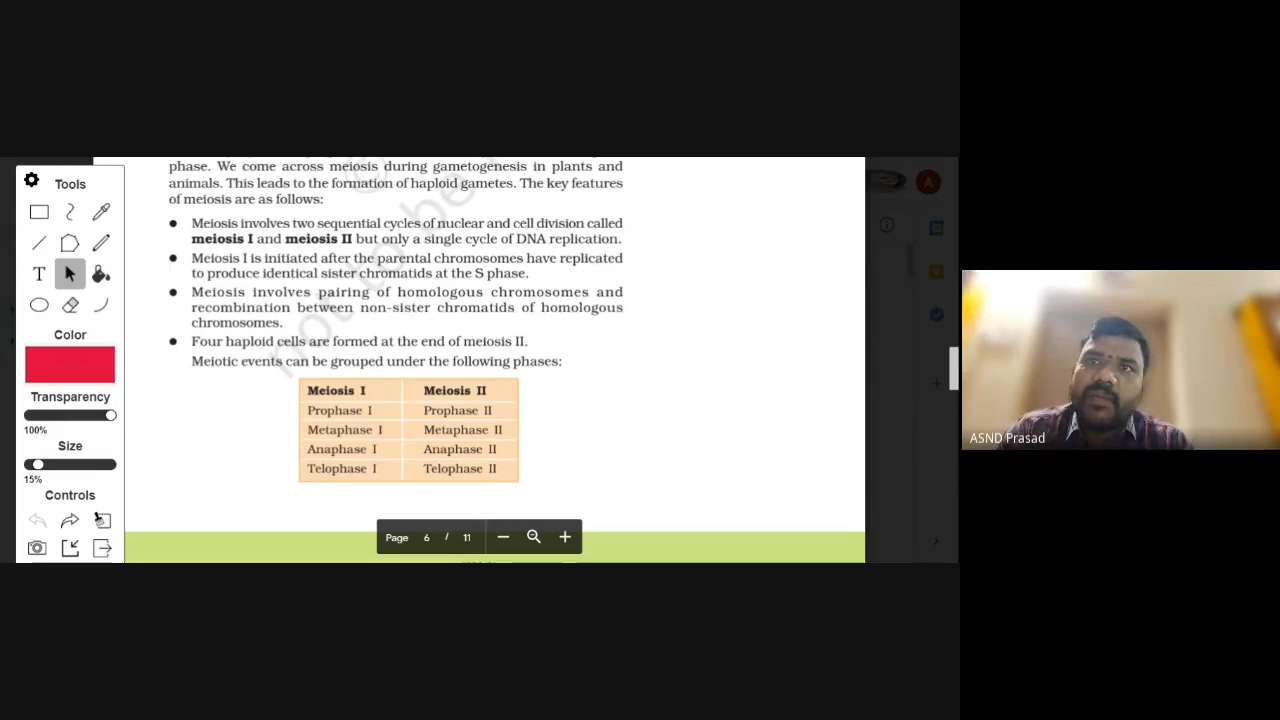 Tools
Color
Transparency
100%
Size
15%
Controls
phase. We come across meiosis during gametogenesis in plants and
animals. This leads to the formation of haploid gametes. The key features
of meiosis are as follows:
● Meiosis involves two sequential cycles of nuclear and cell division called
meiosis I and meiosis II but only a single cycle of DNA replication.
● Meiosis I is initiated after the parental chromosomes have replicated
to produce identical sister chromatids at the S phase.
● Meiosis involves pairing of homologous chromosomes and
recombination between non-sister chromatids of homologous
chromosomes.
● Four haploid cells are formed at the end of meiosis II.
Meiotic events can be grouped under the following phases:
Meiosis I Meiosis II
Prophase I Prophase II
Metaphase I Metaphase II
Anaphase I Anaphase II
Telophase I Telophase II
©
not to be
Page 6 / 11
A
ASND Prasad